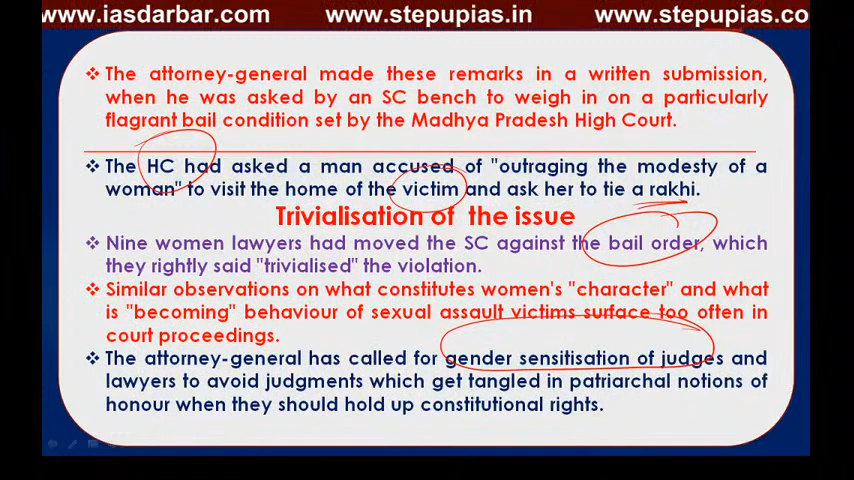 www.iasdarbar.com www.stepupias.in www.stepupias.co
❖ The attorney-general made these remarks in a written submission,
when he was asked by an SC bench to weigh in on a particularly
flagrant bail condition set by the Madhya Pradesh High Court.
❖ The HC had asked a man accused of "outraging the modesty of a
woman" to visit the home of the victim and ask her to tie a rakhi.
Trivialisation of the issue
❖ Nine women lawyers had moved the SC against the bail order, which
they rightly said "trivialised" the violation.
❖ Similar observations on what constitutes women's "character" and what
is "becoming" behaviour of sexual assault victims surface too often in
court proceedings.
❖ The attorney-general has called for gender sensitisation of judges and
lawyers to avoid judgments which get tangled in patriarchal notions of
honour when they should hold up constitutional rights.